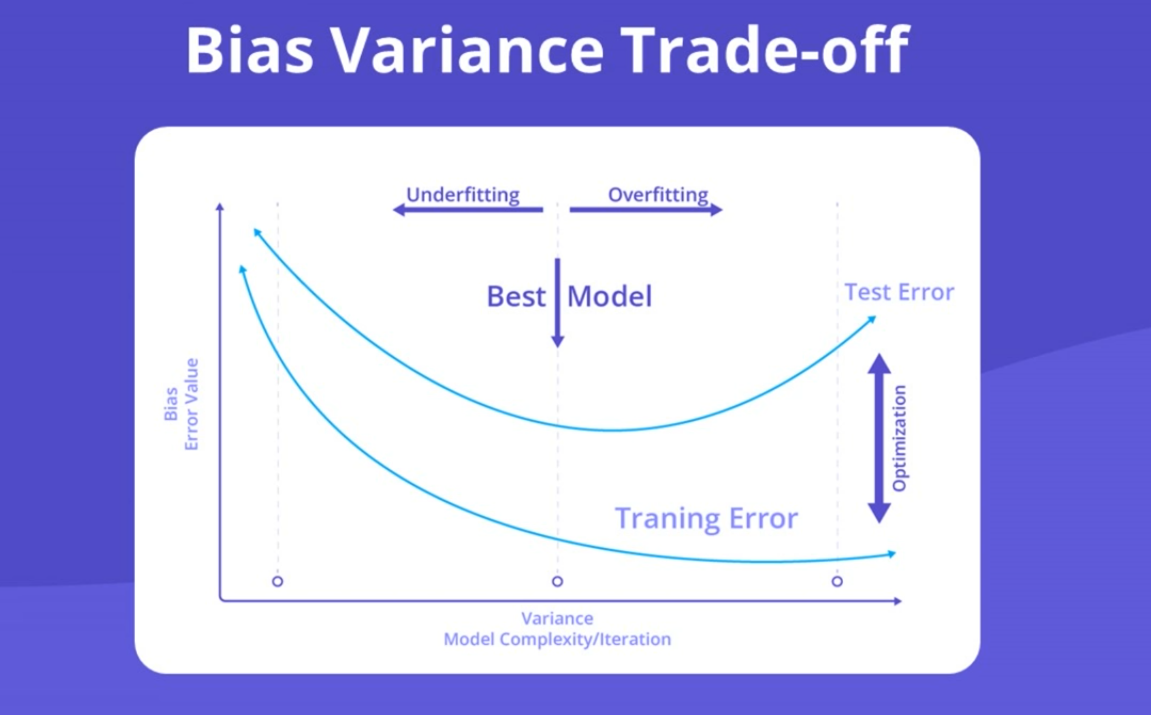 Bias Variance Trade-off
Underfitting
Overfitting
Best Model
Test Error
Bias
Error Value
Optimization
Traning Error
Variance
Model Complexity/Iteration